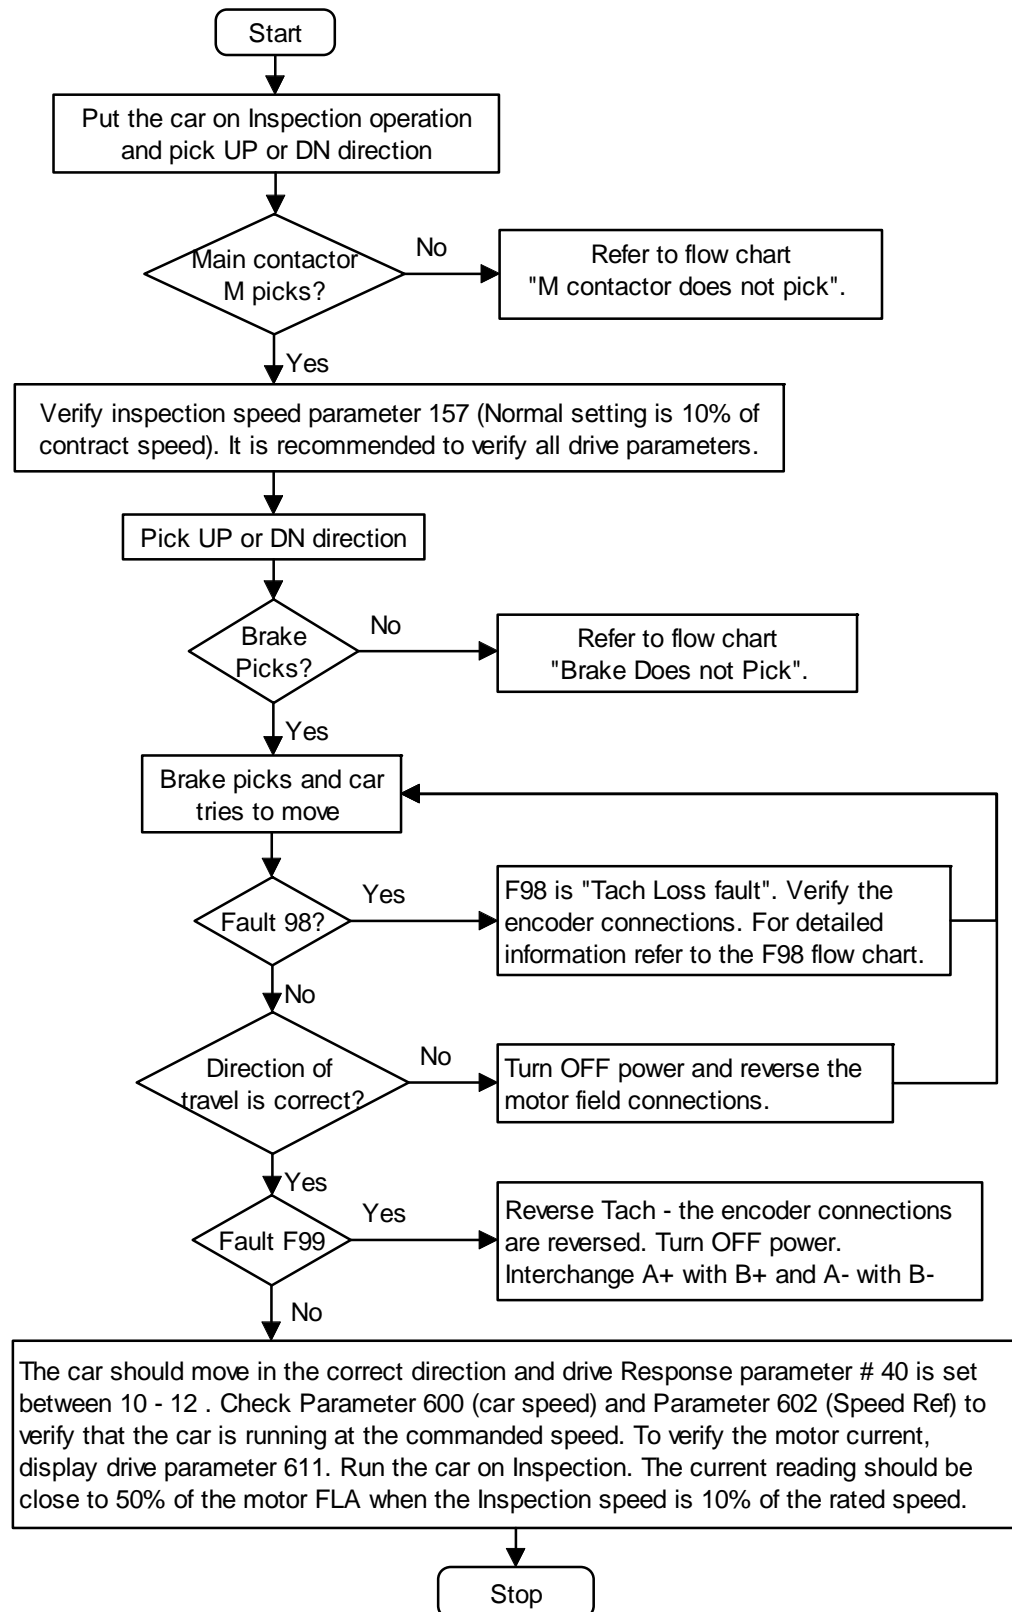 Start
Put the car on Inspection operation
and pick UP or DN direction
Main contactor
M picks?
No
Refer to flow chart
"M contactor does not pick".
Yes
Verify inspection speed parameter 157 (Normal setting is 10% of
contract speed). It is recommended to verify all drive parameters.
Pick UP or DN direction
Brake
Picks?
No
Refer to flow chart
"Brake Does not Pick".
Yes
Brake picks and car
tries to move
Fault 98?
Yes
F98 is "Tach Loss fault". Verify the
encoder connections. For detailed
information refer to the F98 flow chart.
No
Direction of
travel is correct?
No
Turn OFF power and reverse the
motor field connections.
Yes
Fault F99
Yes
Reverse Tach - the encoder connections
are reversed. Turn OFF power.
Interchange A+ with B+ and A- with B-
No
The car should move in the correct direction and drive Response parameter # 40 is set
between 10 - 12 . Check Parameter 600 (car speed) and Parameter 602 (Speed Ref) to
verify that the car is running at the commanded speed. To verify the motor current,
display drive parameter 611. Run the car on Inspection. The current reading should be
close to 50% of the motor FLA when the Inspection speed is 10% of the rated speed.
Stop